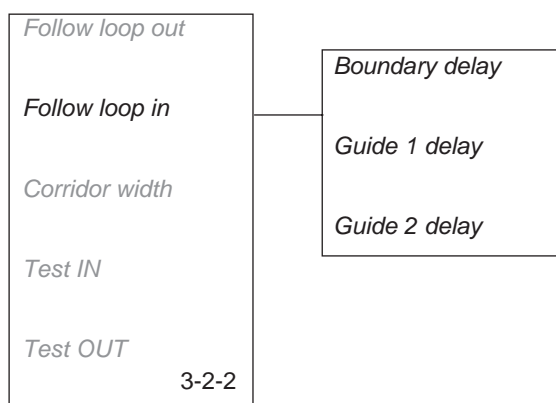 Follow loop out
Follow loop in
Corridor width
Test IN
Test OUT
3-2-2
Boundary delay
Guide 1 delay
Guide 2 delay